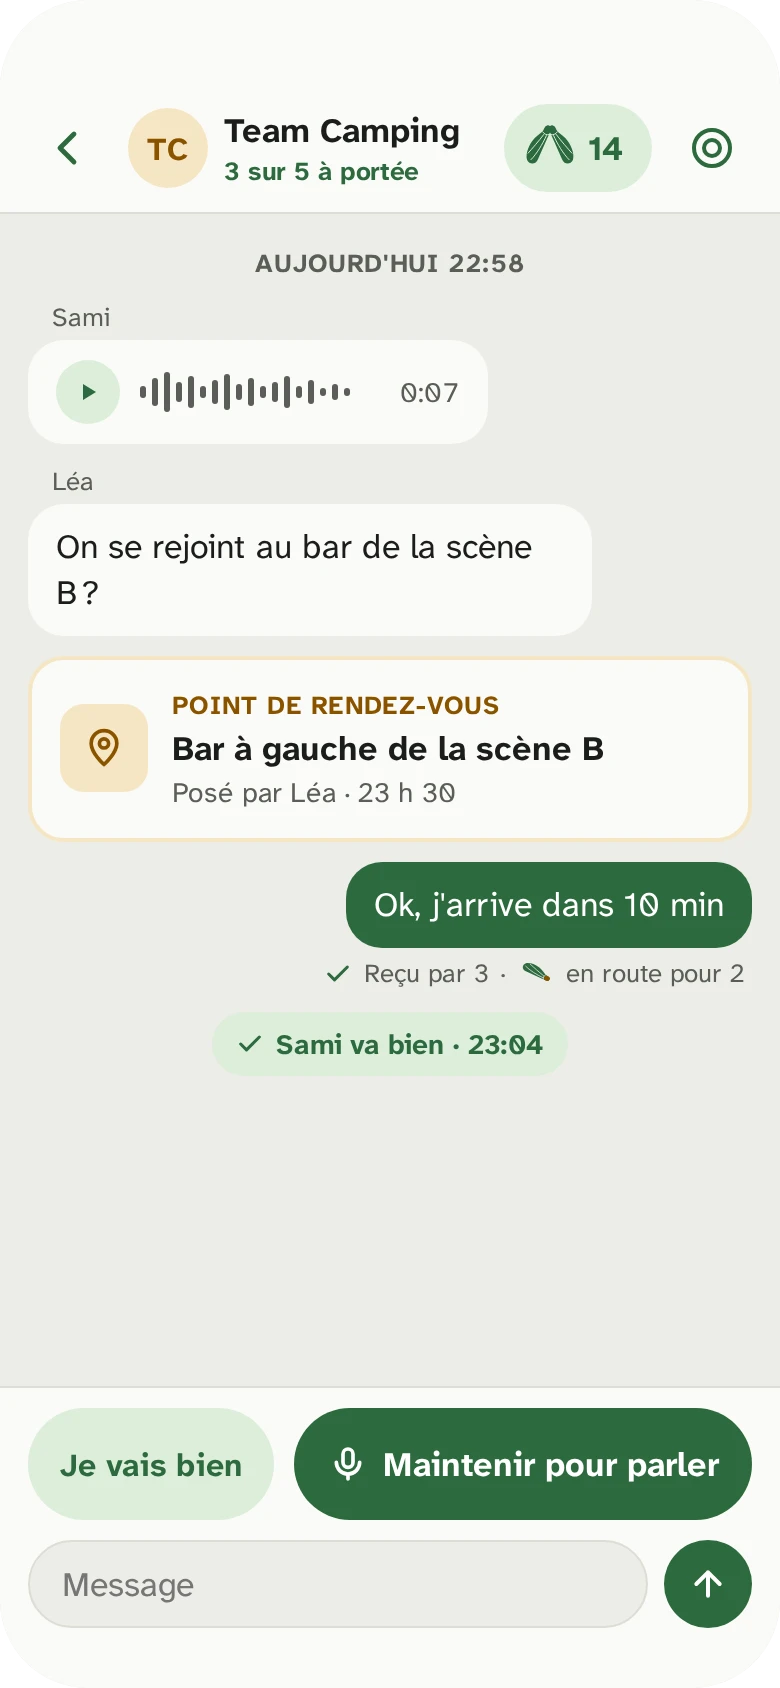 TC
Team Camping
3 sur 5 à portée
14
AUJOURD'HUI 22:58
Sami
0:07
Léa
On se rejoint au bar de la scène
B ?
POINT DE RENDEZ-VOUS
Bar à gauche de la scène B
Posé par Léa · 23 h 30
Ok, j'arrive dans 10 min
Reçu par 3 · en route pour 2
Sami va bien · 23:04
Je vais bien
Maintenir pour parler
Message